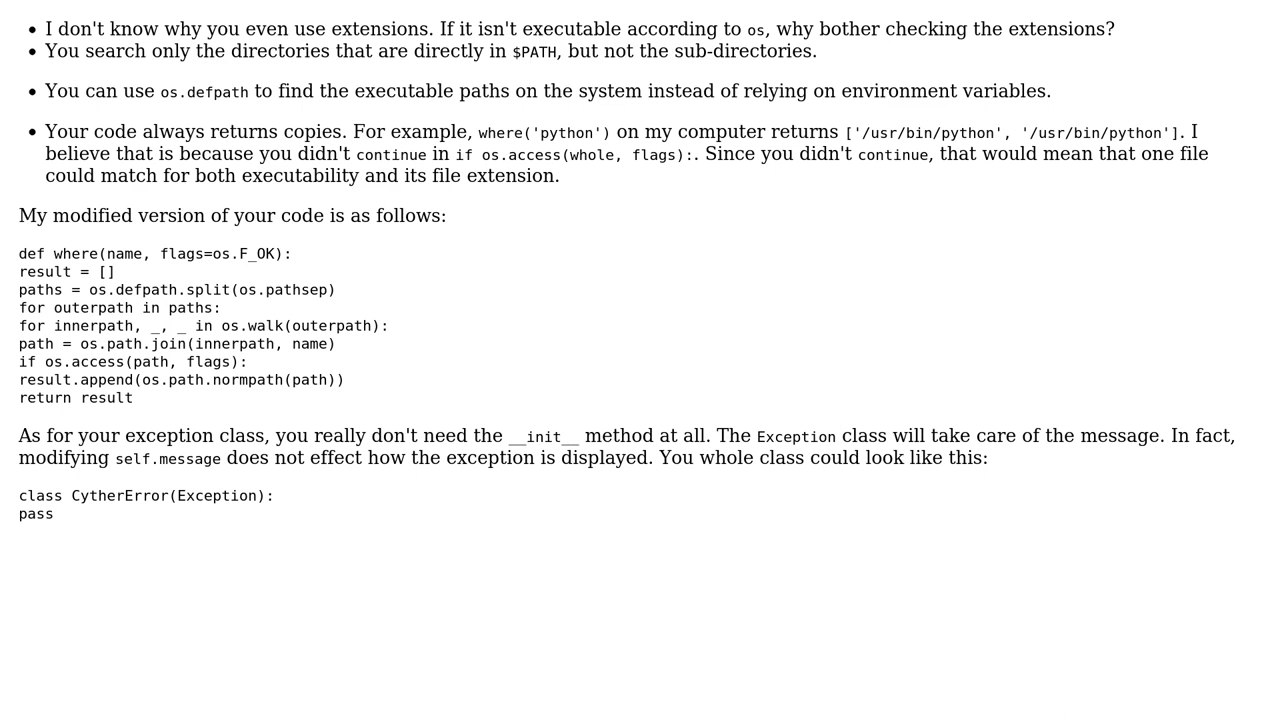 • I don't know why you even use extensions. If it isn't executable according to os, why bother checking the extensions?
• You search only the directories that are directly in $PATH, but not the sub-directories.
• You can use os.defpath to find the executable paths on the system instead of relying on environment variables.
• Your code always returns copies. For example, where('python') on my computer returns ['/usr/bin/python', '/usr/bin/python']. I
believe that is because you didn't continue in if os.access(whole, flags):. Since you didn't continue, that would mean that one file
could match for both executability and its file extension.
My modified version of your code is as follows:
def where(name, flags=os.F_OK):
result = []
paths = os.defpath.split(os.pathsep)
for outerpath in paths:
for innerpath, _, _ in os.walk(outerpath):
path = os.path.join(innerpath, name)
if os.access(path, flags):
result.append(os.path.normpath(path))
return result
As for your exception class, you really don't need the __init__ method at all. The Exception class will take care of the message. In fact,
modifying self.message does not effect how the exception is displayed. You whole class could look like this:
class CytherError(Exception):
pass